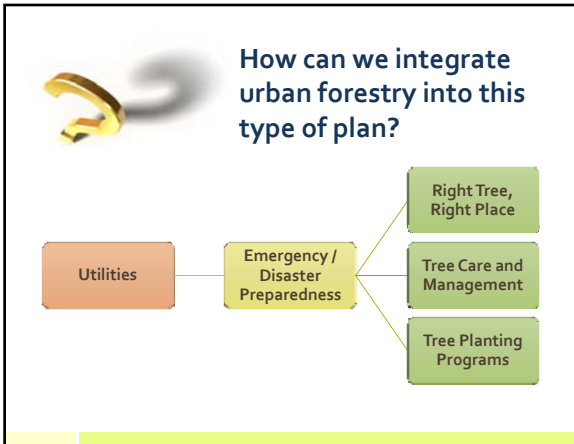 How can we integrate
urban forestry into this
type of plan?
Utilities
Emergency /
Disaster
Preparedness
Right Tree,
Right Place
Tree Care and
Management
Tree Planting
Programs